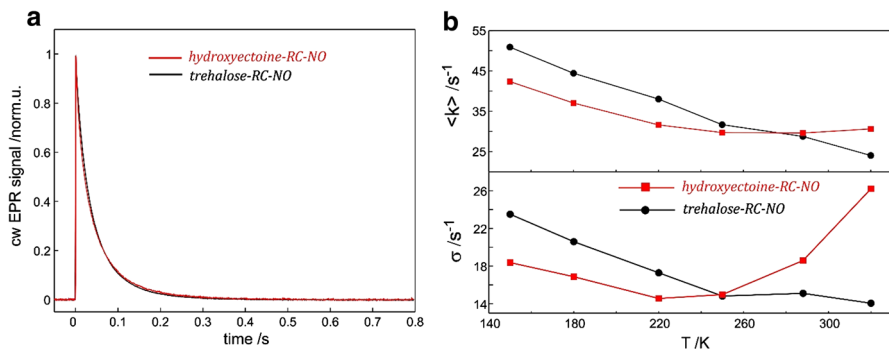 a
hydroxyectoine-RC-NO
trehalose-RC-NO
cw EPR signal /norm.u.
1
0.8
0.6
0.4
0.2
0
0 0.1 0.2 0.3 0.4 0.5 0.6 0.7 0.8
time /s
b
<k> /s⁻¹
55
45
35
25
hydroxyectoine-RC-NO
trehalose-RC-NO
σ /s⁻¹
26
22
18
14
140 180 220 260 300
T /K